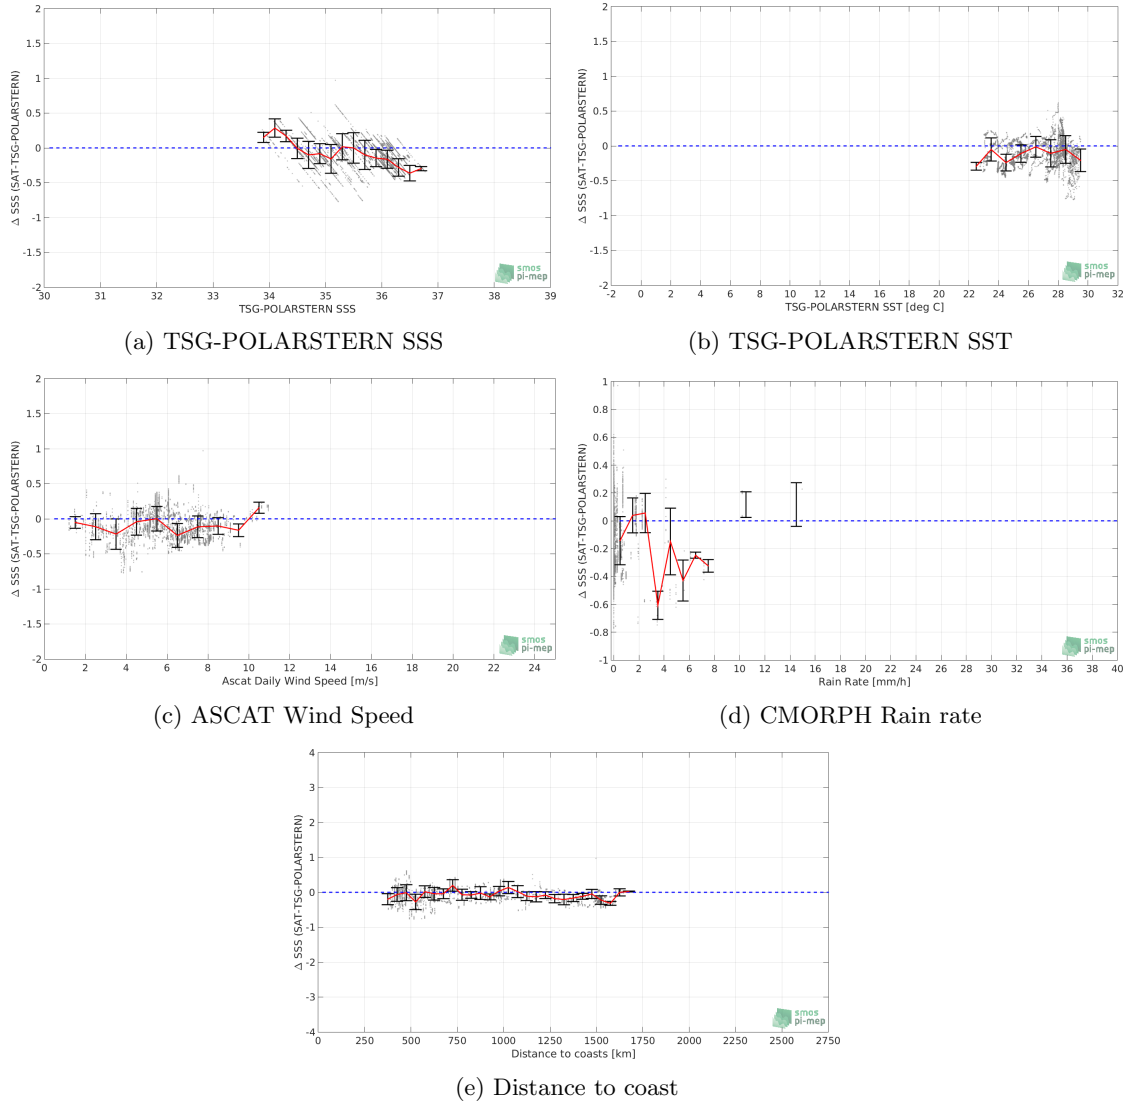 2
1.5
1
0.5
0
-0.5
-1
-1.5
-2
Δ SSS (SAT-TSG-POLARSTERN)
30 31 32 33 34 35 36 37 38 39
TSG-POLARSTERN SSS
smos
pi-mep
(a) TSG-POLARSTERN SSS
2
1.5
1
0.5
0
-0.5
-1
-1.5
-2
Δ SSS (SAT-TSG-POLARSTERN)
-2 0 2 4 6 8 10 12 14 16 18 20 22 24 26 28 30 32
TSG-POLARSTERN SST [deg C]
smos
pi-mep
(b) TSG-POLARSTERN SST
2
1.5
1
0.5
0
-0.5
-1
-1.5
-2
Δ SSS (SAT-TSG-POLARSTERN)
0 2 4 6 8 10 12 14 16 18 20 22 24
Ascat Daily Wind Speed [m/s]
smos
pi-mep
(c) ASCAT Wind Speed
1
0.8
0.6
0.4
0.2
0
-0.2
-0.4
-0.6
-0.8
-1
Δ SSS (SAT-TSG-POLARSTERN)
0 2 4 6 8 10 12 14 16 18 20 22 24 26 28 30 32 34 36 38 40
Rain Rate [mm/h]
smos
pi-mep
(d) CMORPH Rain rate
4
3
2
1
0
-1
-2
-3
-4
Δ SSS (SAT-TSG-POLARSTERN)
0 250 500 750 1000 1250 1500 1750 2000 2250 2500 2750
Distance to coasts [km]
smos
pi-mep
(e) Distance to coast